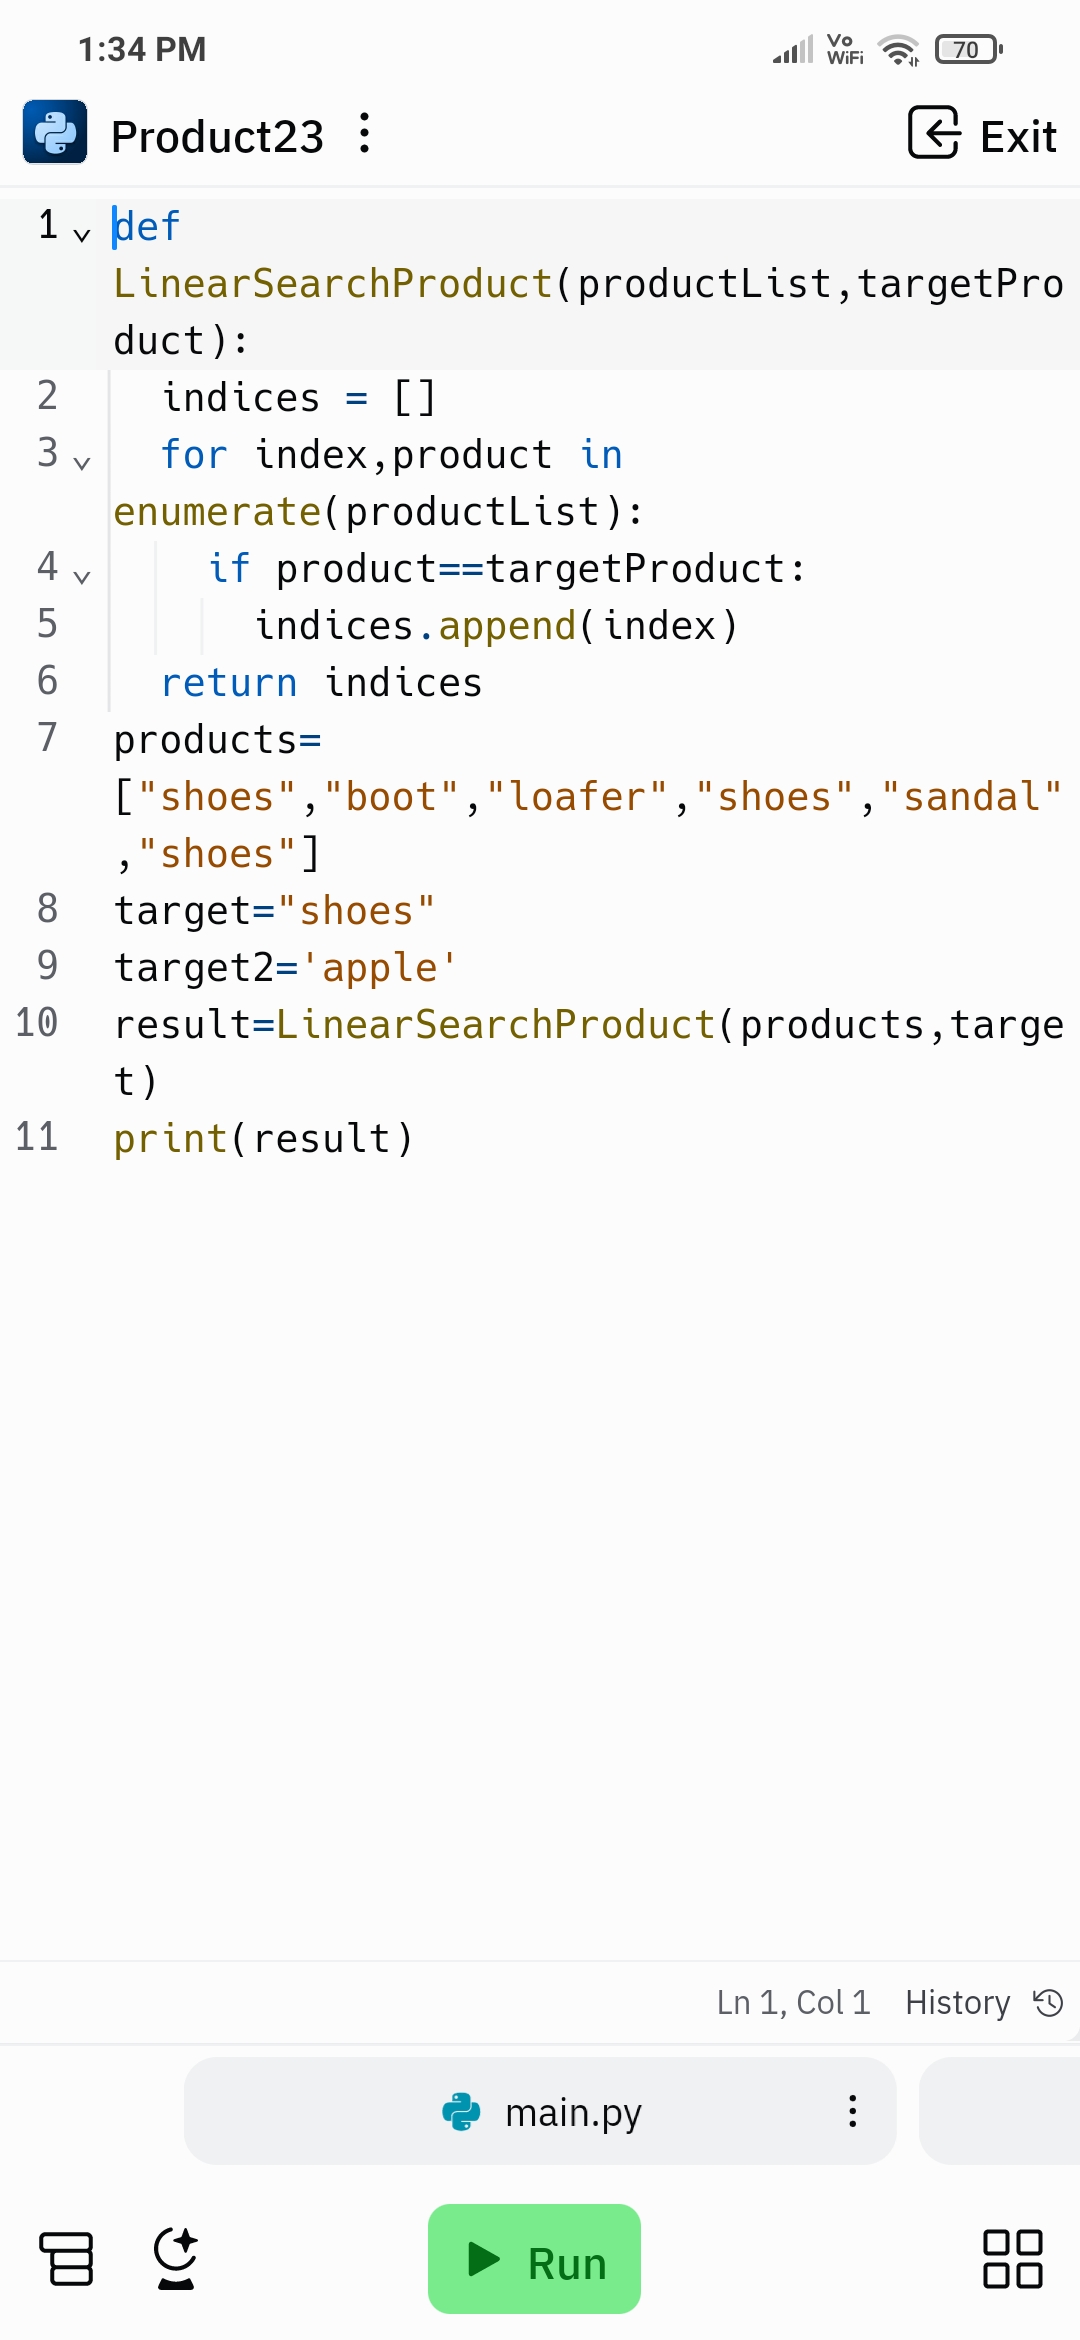 1:34 PM
Vo
WiFi
70
Product23
Exit
1 def
LinearSearchProduct(productList,targetPro
duct):
2 indices = []
3 for index,product in
enumerate(productList):
4 if product==targetProduct:
5 indices.append(index)
6 return indices
7 products=
["shoes","boot","loafer","shoes","sandal"
,"shoes"]
8 target="shoes"
9 target2='apple'
10 result=LinearSearchProduct(products,targe
t)
11 print(result)
Ln 1, Col 1 History
main.py
Run